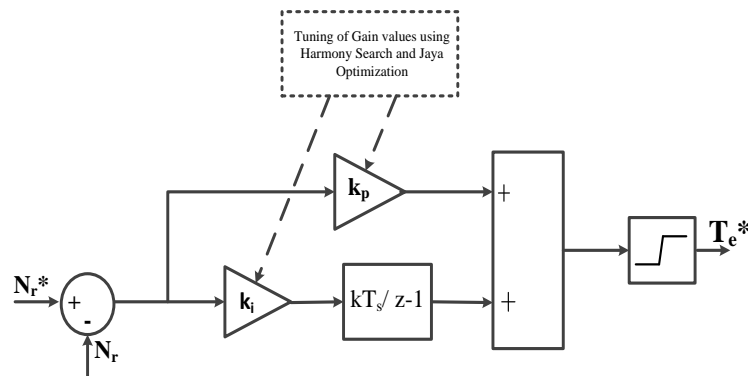 Tuning of Gain values using
Harmony Search and Jaya
Optimization
kp
+
Te*
Nr*
+
-
ki
kTs/ z-1
+
Nr